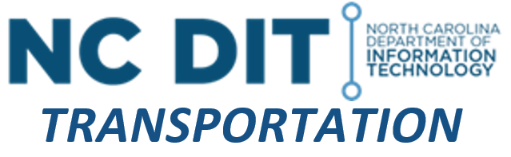 NC DIT
NORTH CAROLINA
DEPARTMENT OF
INFORMATION
TECHNOLOGY
TRANSPORTATION